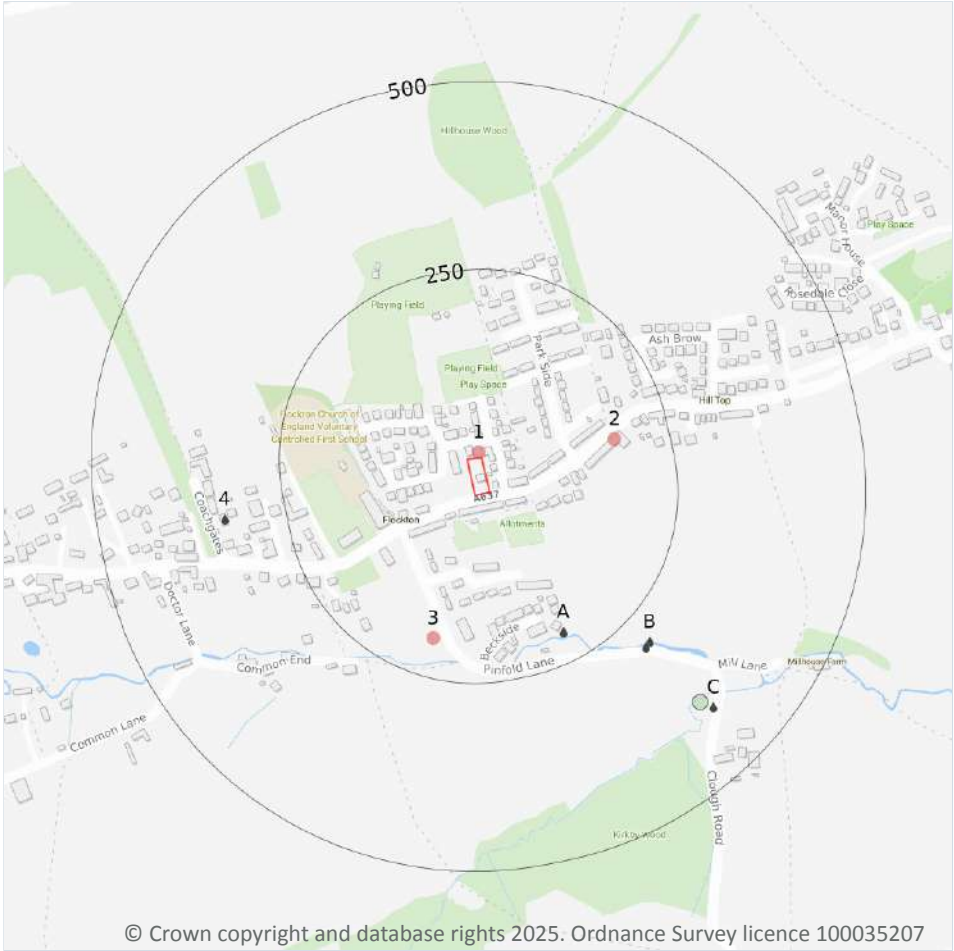 500
Hillhouse Wood
Manor House
Play Space
250
Rosedale Close
Playing Field
Park Side
Ash Brow
Playing Field
Play Space
Hill Top
Flockton Church of
England Voluntary
Controlled First School
1
2
4
A637
Coachgates
Flockton
Allotments
Doctor Lane
3
A
B
Beckside
Common End
Pinfold Lane
Mill Lane
Millhouse Farm
C
Common Lane
Clough Road
Kirkby Wood
© Crown copyright and database rights 2025. Ordnance Survey licence 100035207